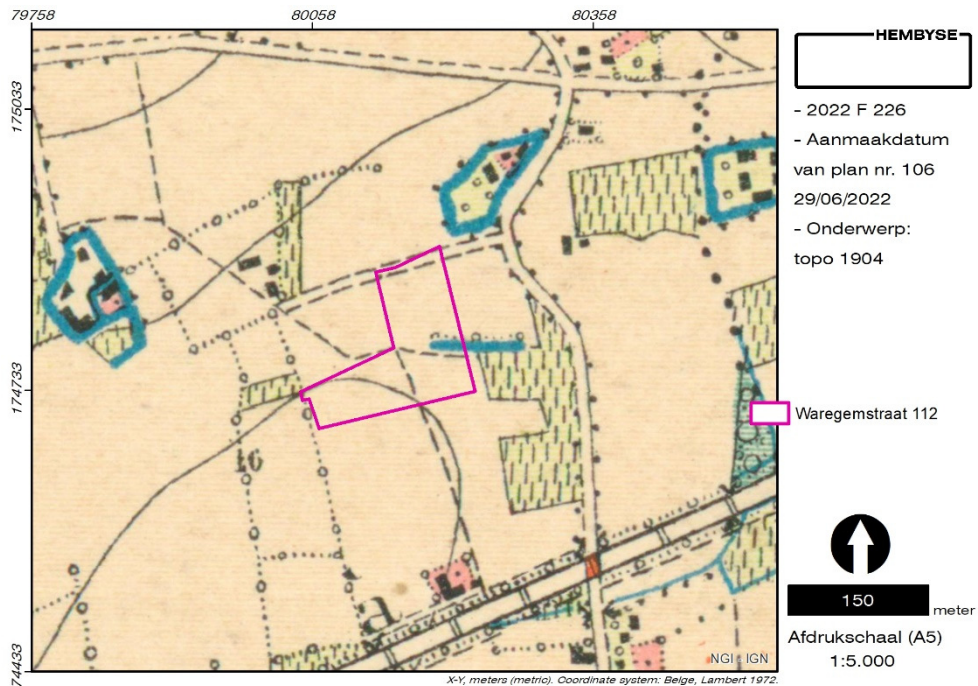 79758
80058
80358
175033
174733
174433
16
a
NGI - IGN
X-Y, meters (metric). Coordinate system: Belge, Lambert 1972.
HEMBYSE
- 2022 F 226
- Aanmaakdatum
van plan nr. 106
29/06/2022
- Onderwerp:
topo 1904
Waregemstraat 112
150 meter
Afdrukschaal (A5)
1:5.000